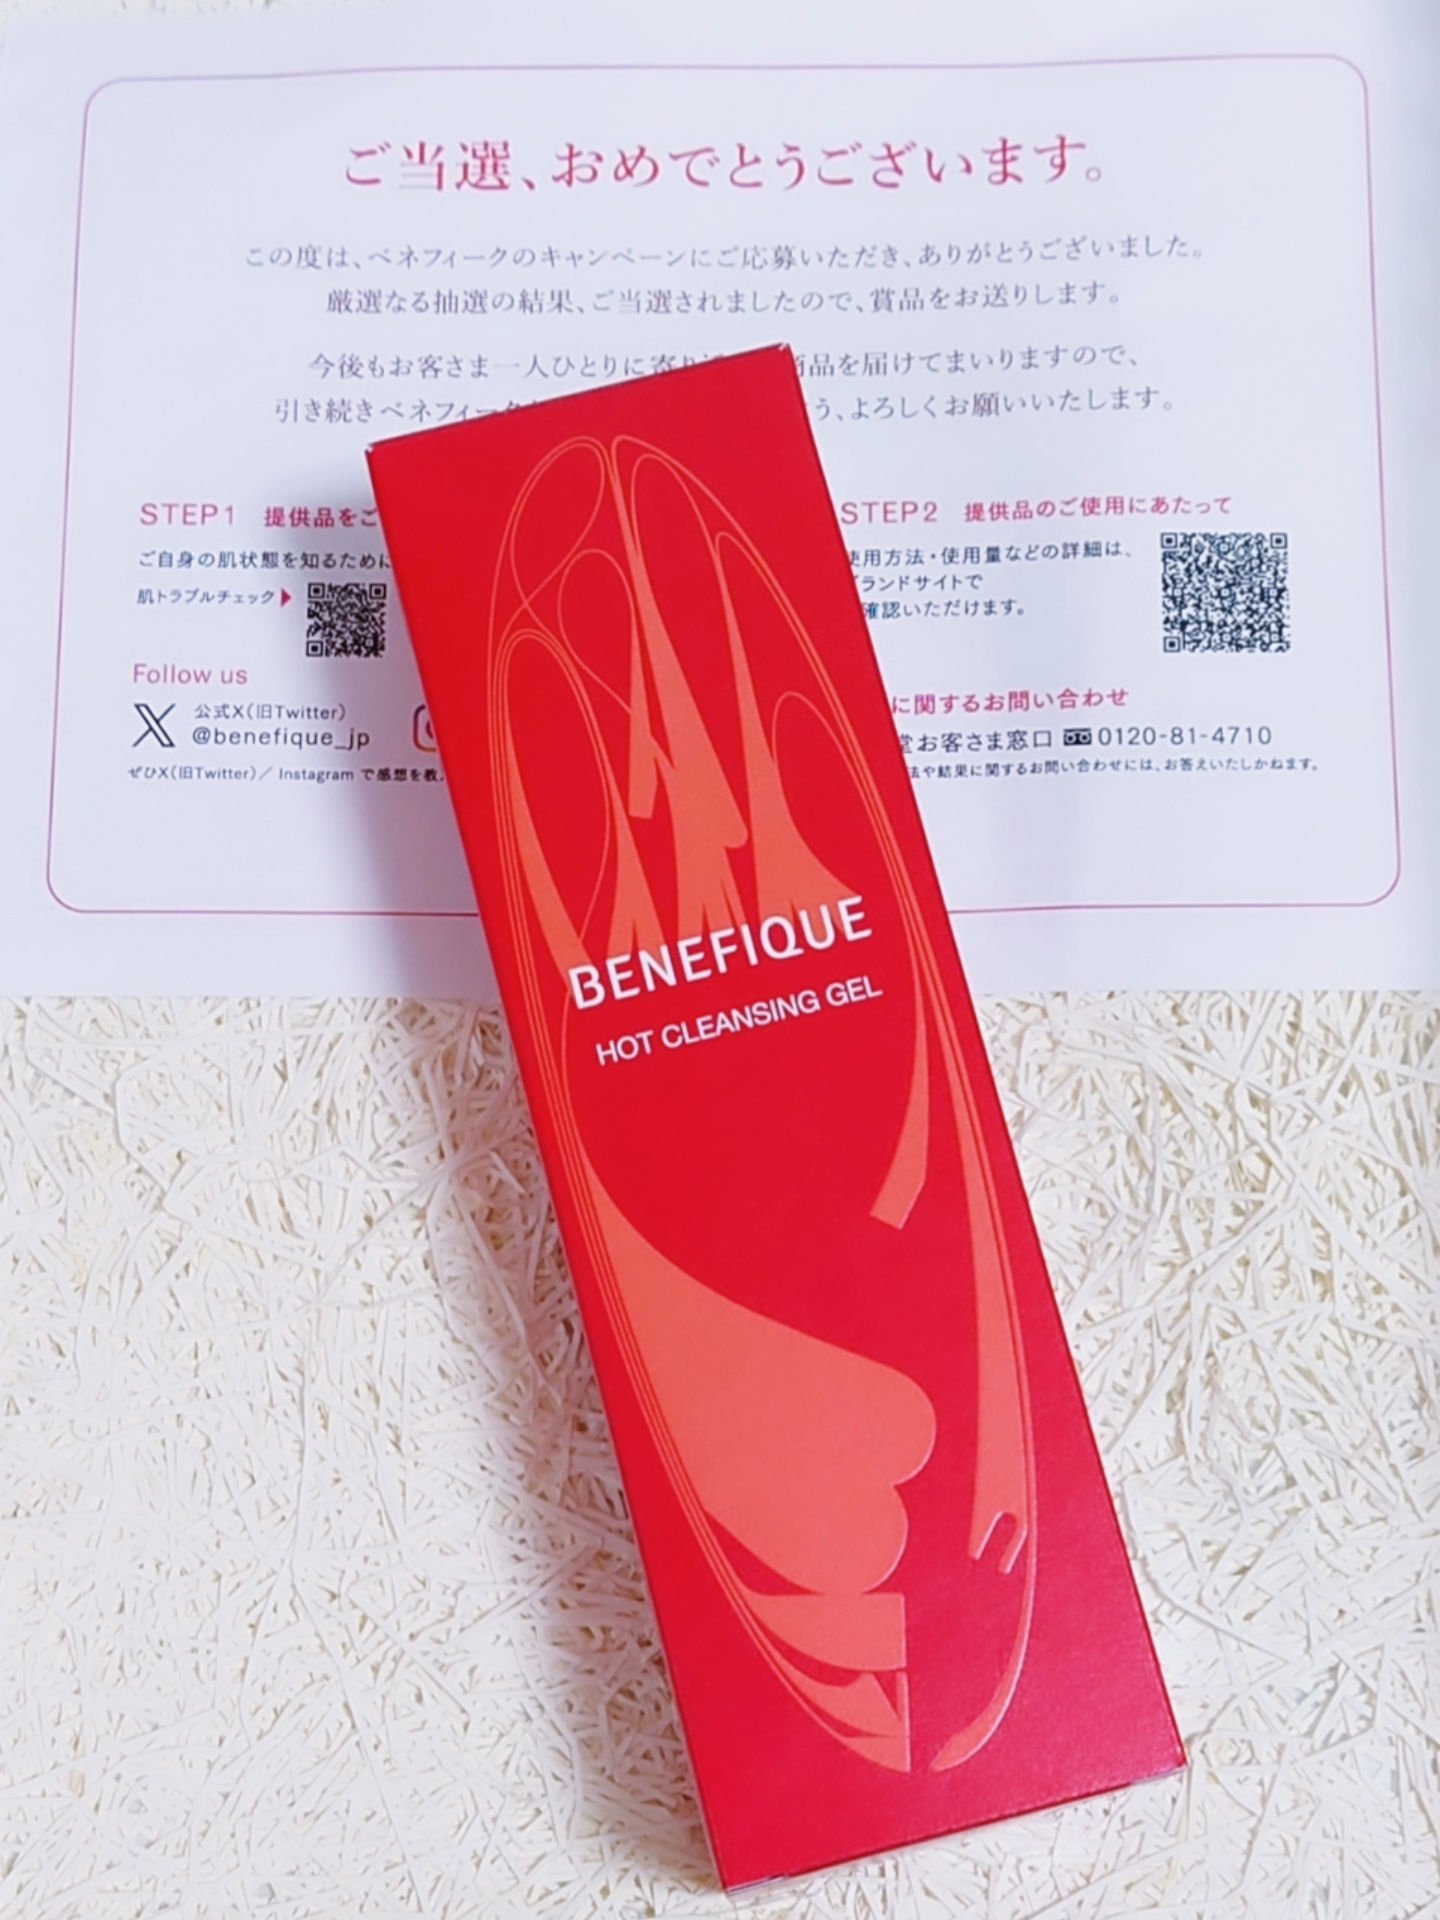 ご当選、おめでとうございます。
この度は、ベネフィークのキャンペーンにご応募いただき、ありがとうございました。
厳選なる抽選の結果、ご当選されましたので、賞品をお送りします。
今後もお客さま一人ひとりに寄り 商品を届けてまいりますので、
引き続きベネフィーク う、よろしくお願いいたします。
STEP1 提供品をご
ご自身の肌状態を知るために
肌トラブルチェック
Follow us
公式X(旧Twitter)
@benefique_jp
ぜひX(旧Twitter)/ Instagram で感想を教
STEP2 提供品のご使用にあたって
使用方法・使用量などの詳細は、
ブランドサイトで
確認いただけます。
に関するお問い合わせ
堂お客さま窓口 0120-81-4710
法や結果に関するお問い合わせには、お答えいたしかねます。
BENEFIQUE
HOT CLEANSING GEL